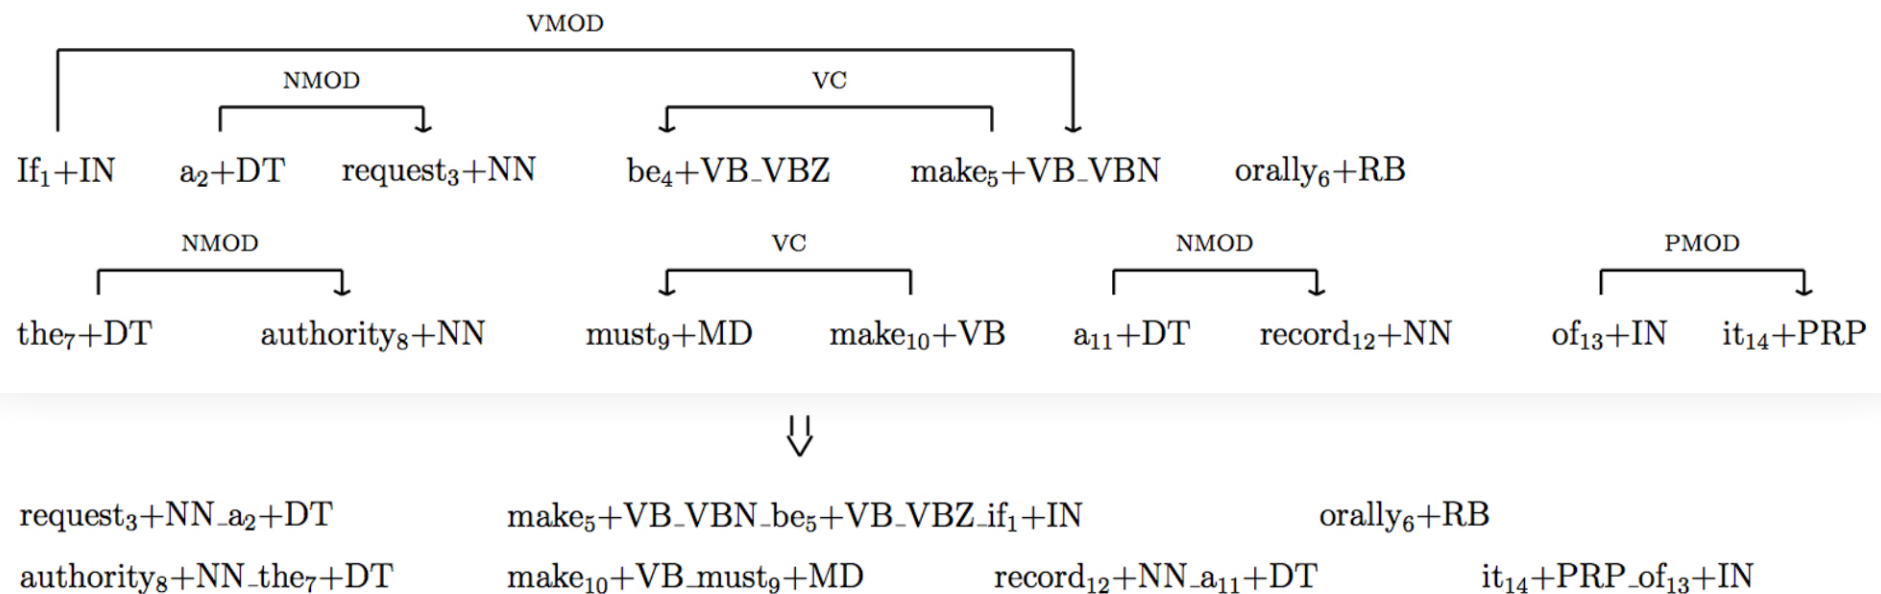 VMOD
NMOD VC
If₁+IN a₂+DT request₃+NN be₄+VB_VBZ make₅+VB_VBN orally₆+RB
NMOD VC NMOD PMOD
the₇+DT authority₈+NN must₉+MD make₁₀+VB a₁₁+DT record₁₂+NN of₁₃+IN it₁₄+PRP
request₃+NN_a₂+DT make₅+VB_VBN_be₅+VB_VBZ_if₁+IN orally₆+RB
authority₈+NN_the₇+DT make₁₀+VB_must₉+MD record₁₂+NN_a₁₁+DT it₁₄+PRP_of₁₃+IN